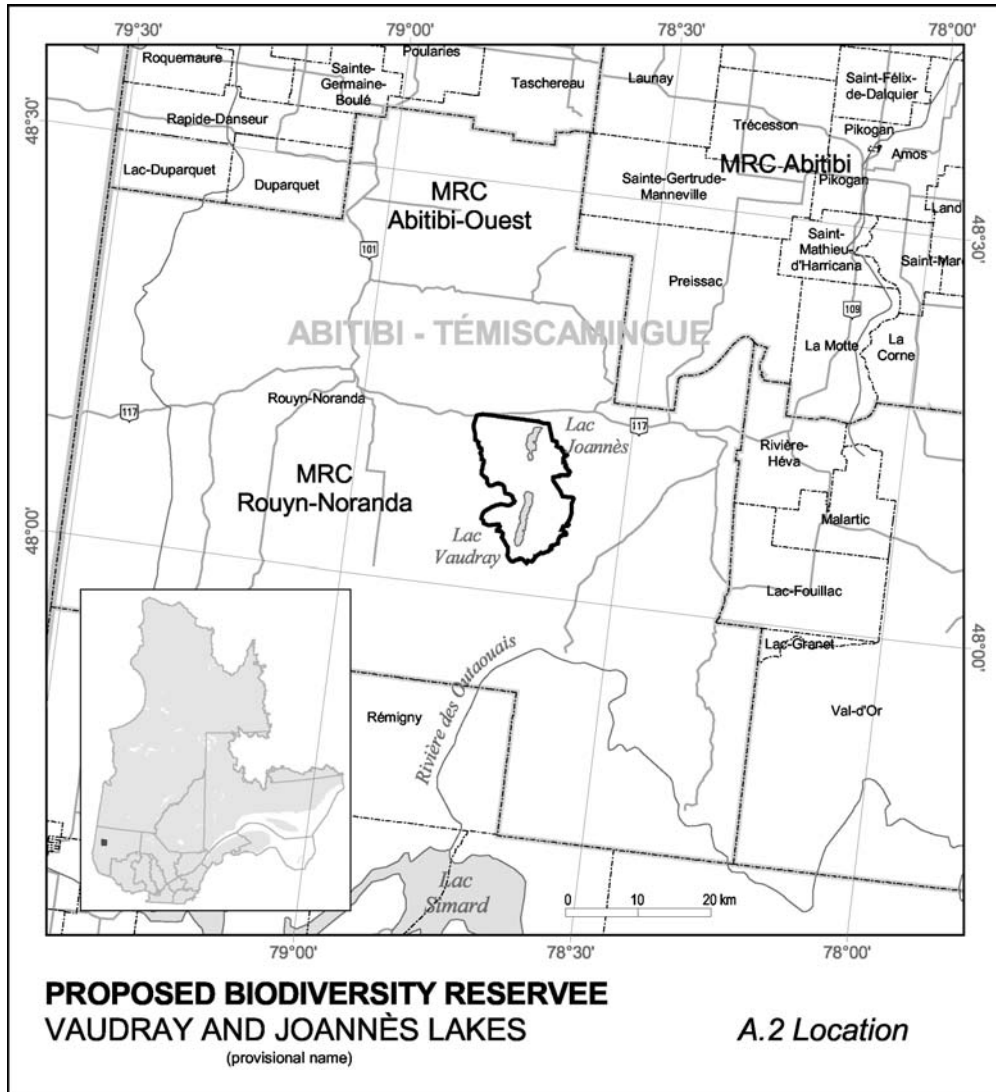 79°30'
79°00'
78°30'
78°00'
Roquemaure
Sainte-
Germaine-
Boulé
Poularies
Taschereau
Launay
Saint-Félix-
de-Dalquier
48°30'
Rapide-Danseur
Trécesson
Pikogan
Amos
Lac-Duparquet
Duparquet
MRC
Abitibi-Ouest
Sainte-Gertrude-
Manneville
MRC Abitibi
Pikogan
Land
48°30'
101
Saint-
Mathieu-
d'Harricana
Saint-Marc
Preissac
109
ABITIBI - TÉMISCAMINGUE
La Motte
La
Corne
Rouyn-Noranda
117
Lac
Joannès
117
Rivière-
Héva
MRC
Rouyn-Noranda
48°00'
Lac
Vaudray
Malartic
Lac-Fouillac
48°00'
Lac-Granet
Rémigny
Rivière des Outaouais
Val-d'Or
Lac
Simard
0 10 20 km
79°00'
78°30'
78°00'
PROPOSED BIODIVERSITY RESERVEE
VAUDRAY AND JOANNÈS LAKES
(provisional name)
A.2 Location